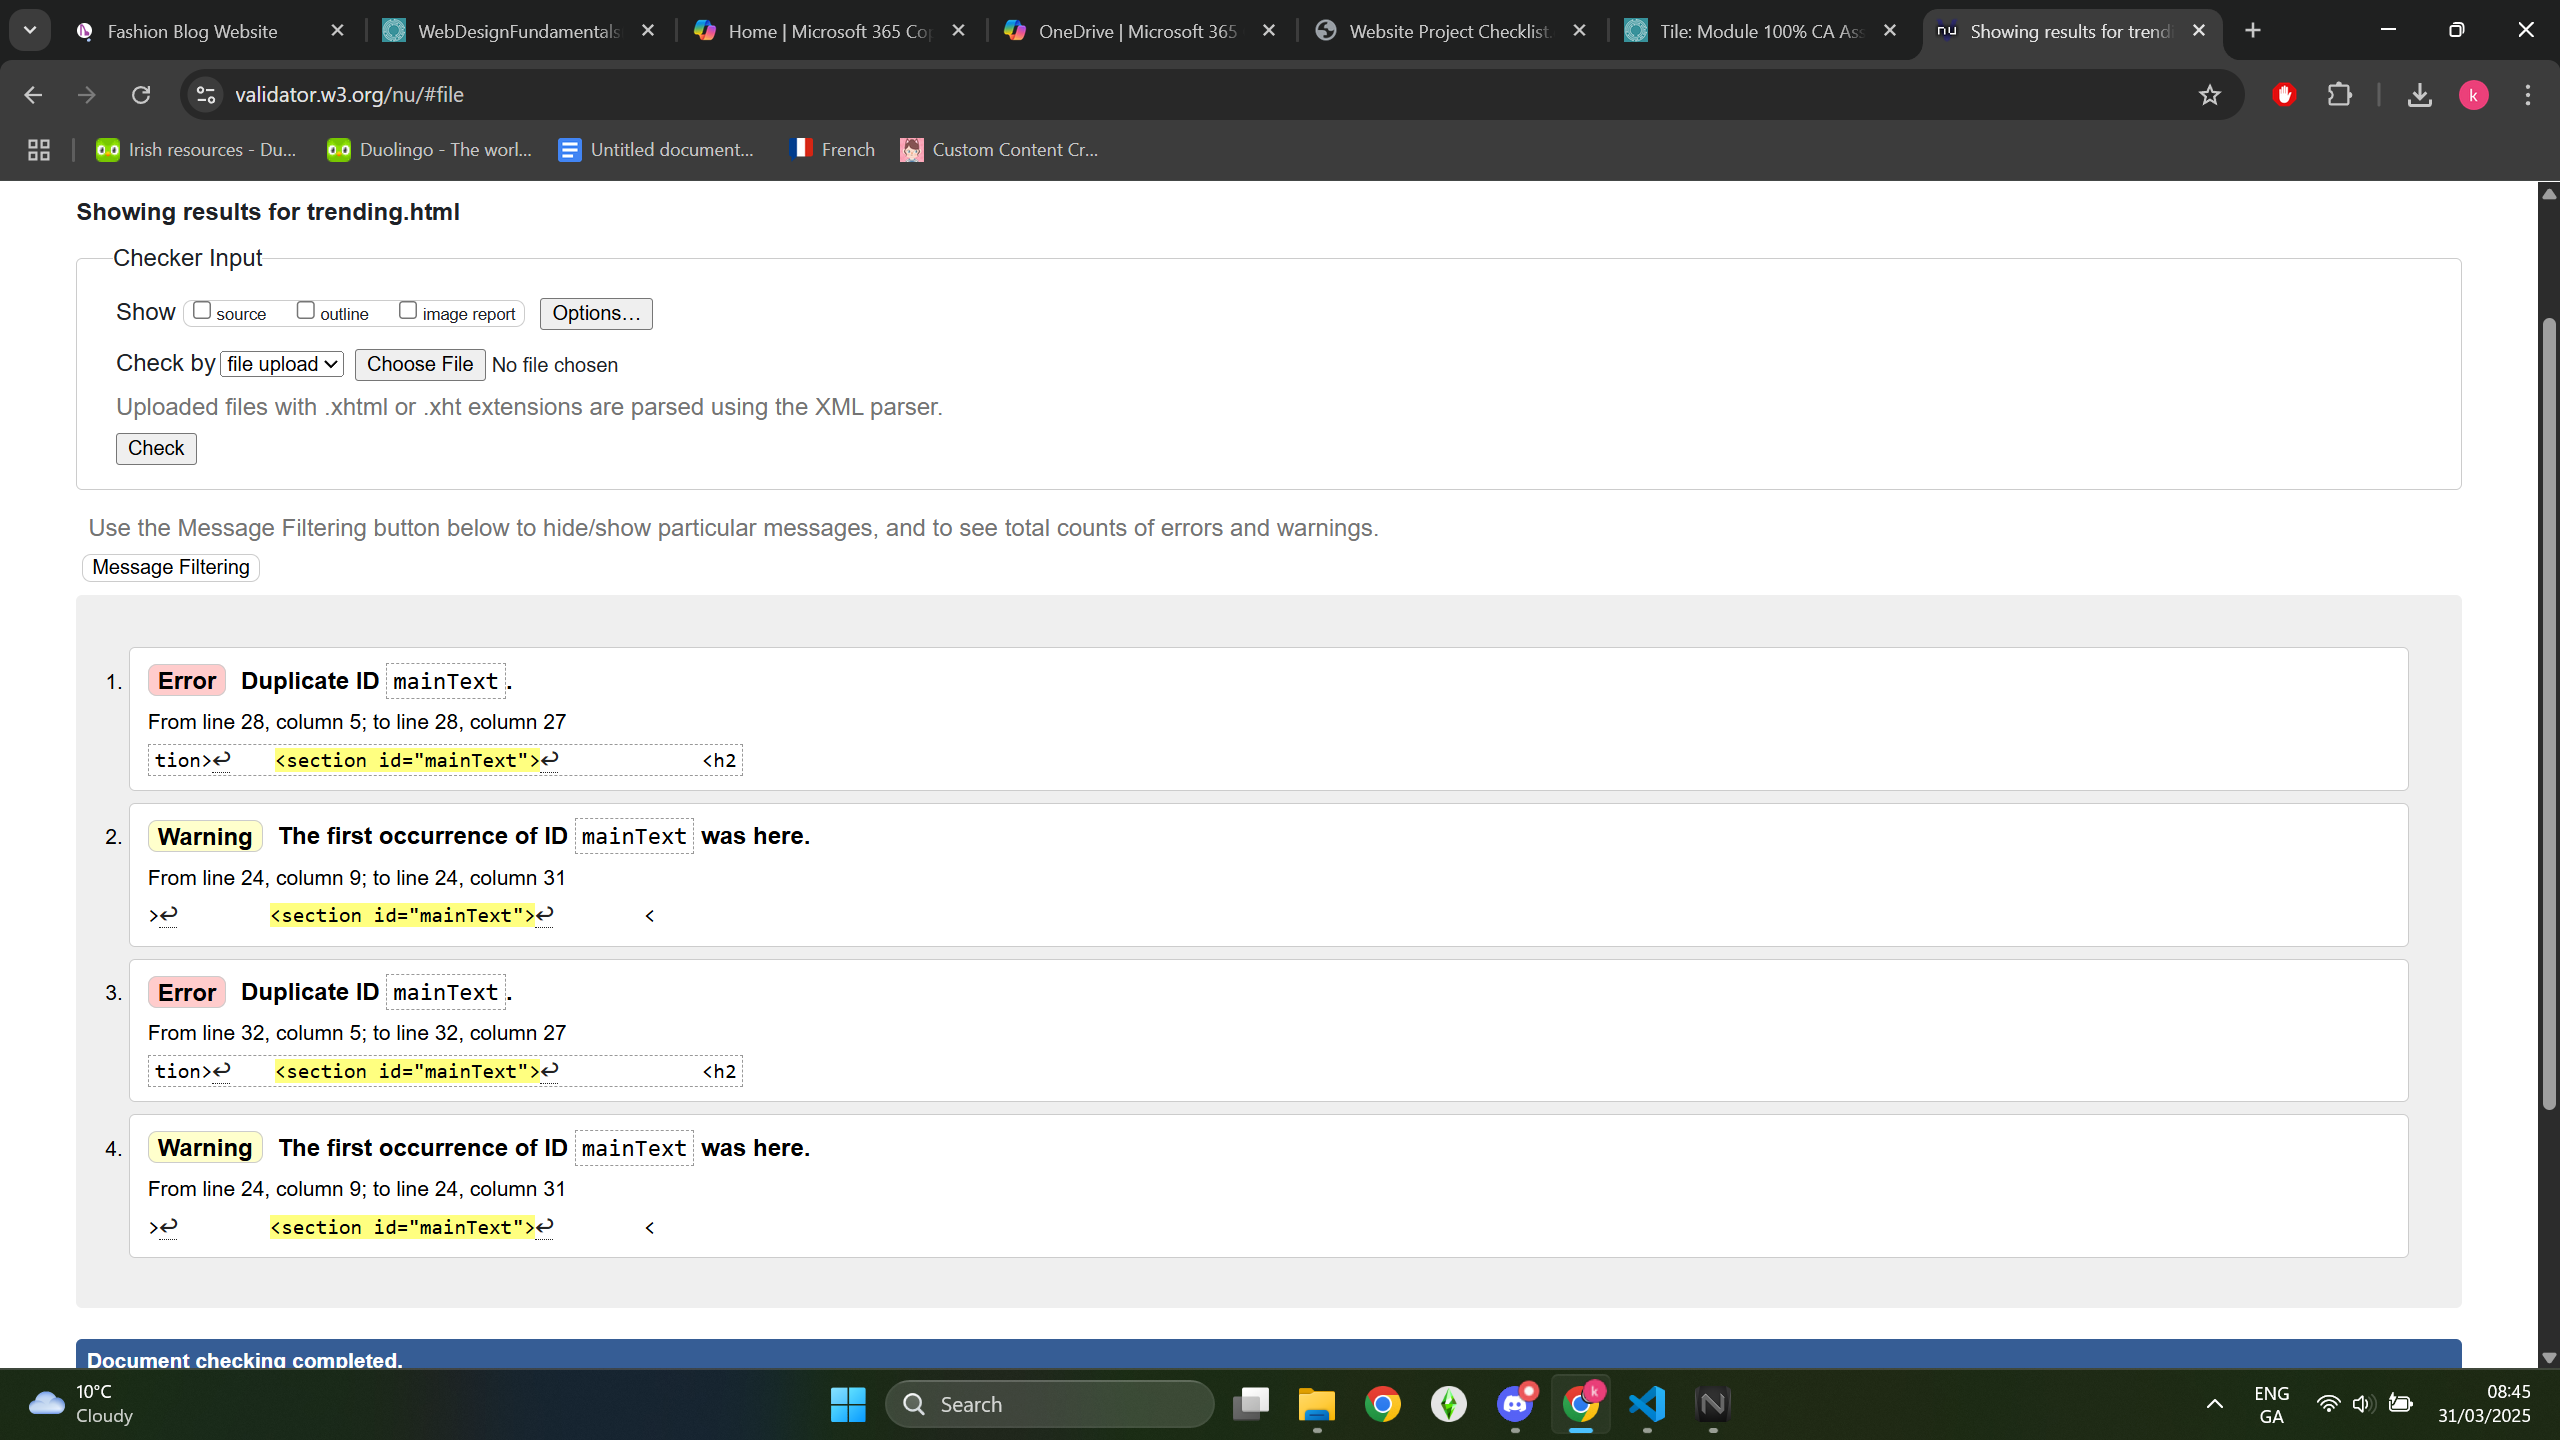 Fashion Blog Website
WebDesignFundamentals
Home | Microsoft 365 Cop
OneDrive | Microsoft 365
Website Project Checklist.
Tile: Module 100% CA Ass
nu Showing results for trend
validator.w3.org/nu/#file
k
Irish resources - Du...
Duolingo - The worl...
Untitled document...
French
Custom Content Cr...
Showing results for trending.html
Checker Input
Show source outline image report Options...
Check by file upload Choose File No file chosen
Uploaded files with .xhtml or .xht extensions are parsed using the XML parser.
Check
Use the Message Filtering button below to hide/show particular messages, and to see total counts of errors and warnings.
Message Filtering
1. Error Duplicate ID mainText.
From line 28, column 5; to line 28, column 27
tion>↩ <section id="mainText">↩ <h2
2. Warning The first occurrence of ID mainText was here.
From line 24, column 9; to line 24, column 31
>↩ <section id="mainText">↩ <
3. Error Duplicate ID mainText.
From line 32, column 5; to line 32, column 27
tion>↩ <section id="mainText">↩ <h2
4. Warning The first occurrence of ID mainText was here.
From line 24, column 9; to line 24, column 31
>↩ <section id="mainText">↩ <
Document checking completed.
10°C
Cloudy
Search
k
N
ENG
GA
08:45
31/03/2025